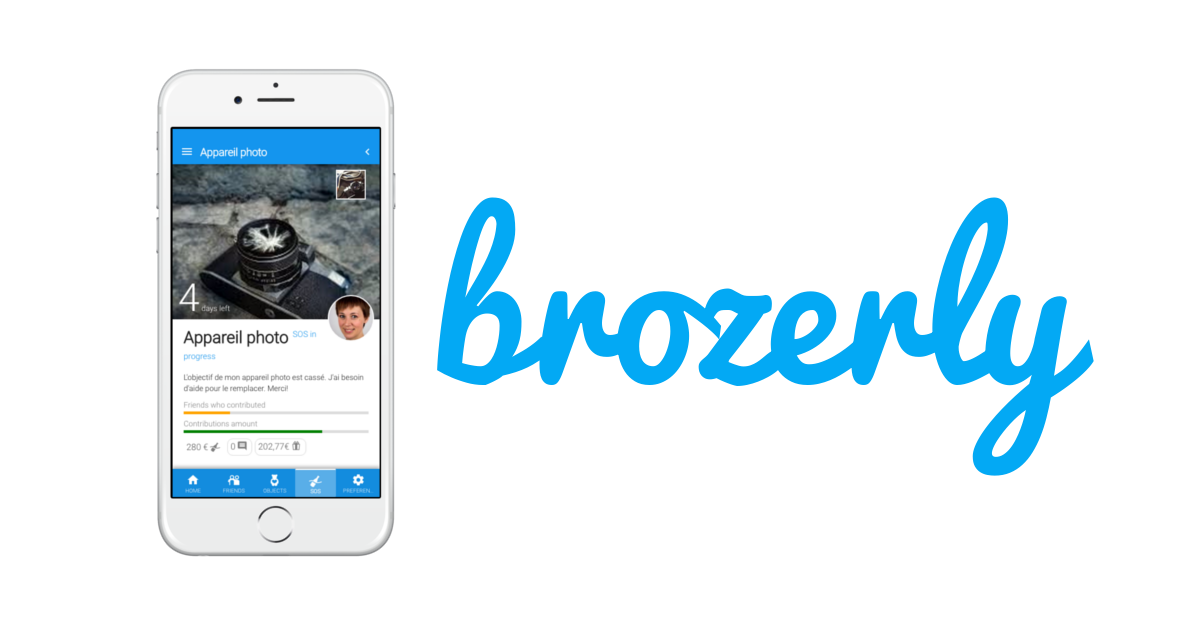 Appareil photo
4 days left
Appareil photo SOS in
progress
L'objectif de mon appareil photo est cassé. J'ai besoin
d'aide pour le remplacer. Merci!
Friends who contributed
Contributions amount
280 € 0 202,77€
HOME FRIENDS OBJECTS SOS PREFEREN
brozerly